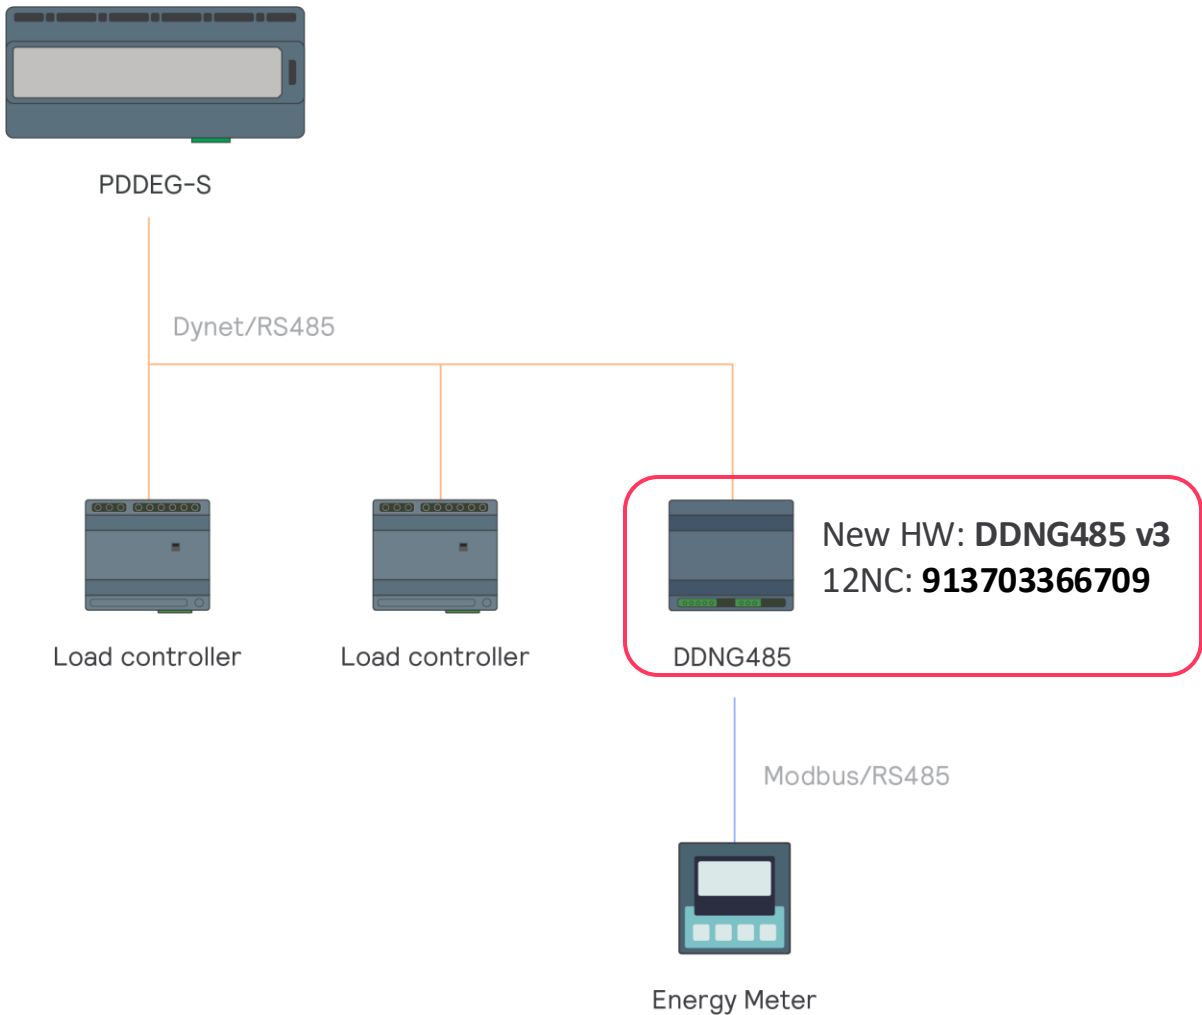 PDDEG-S
Dynet/RS485
New HW: DDNG485 v3
12NC: 913703366709
Load controller
Load controller
DDNG485
Modbus/RS485
Energy Meter